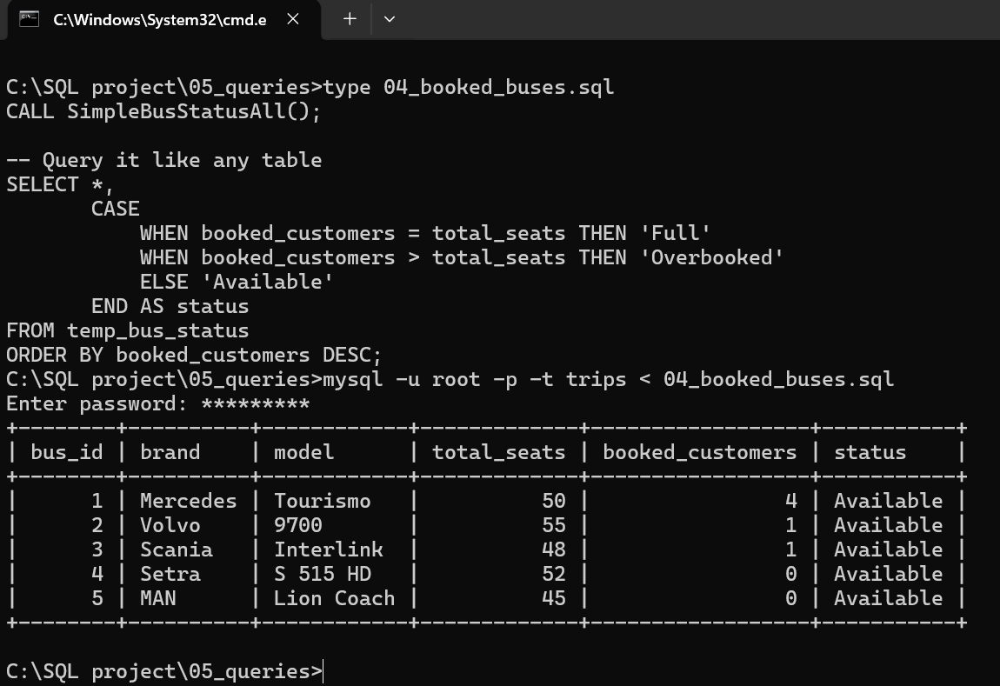 C:\Windows\System32\cmd.e
C:\SQL project\05_queries>type 04_booked_buses.sql
CALL SimpleBusStatusAll();
-- Query it like any table
SELECT *,
       CASE
           WHEN booked_customers = total_seats THEN 'Full'
           WHEN booked_customers > total_seats THEN 'Overbooked'
           ELSE 'Available'
       END AS status
FROM temp_bus_status
ORDER BY booked_customers DESC;
C:\SQL project\05_queries>mysql -u root -p -t trips < 04_booked_buses.sql
Enter password: *********
+--------+----------+------------+-------------+------------------+-----------+
| bus_id | brand    | model      | total_seats | booked_customers | status    |
+--------+----------+------------+-------------+------------------+-----------+
|      1 | Mercedes | Tourismo   |          50 |                4 | Available |
|      2 | Volvo    | 9700       |          55 |                1 | Available |
|      3 | Scania   | Interlink  |          48 |                1 | Available |
|      4 | Setra    | S 515 HD   |          52 |                0 | Available |
|      5 | MAN      | Lion Coach |          45 |                0 | Available |
+--------+----------+------------+-------------+------------------+-----------+
C:\SQL project\05_queries>